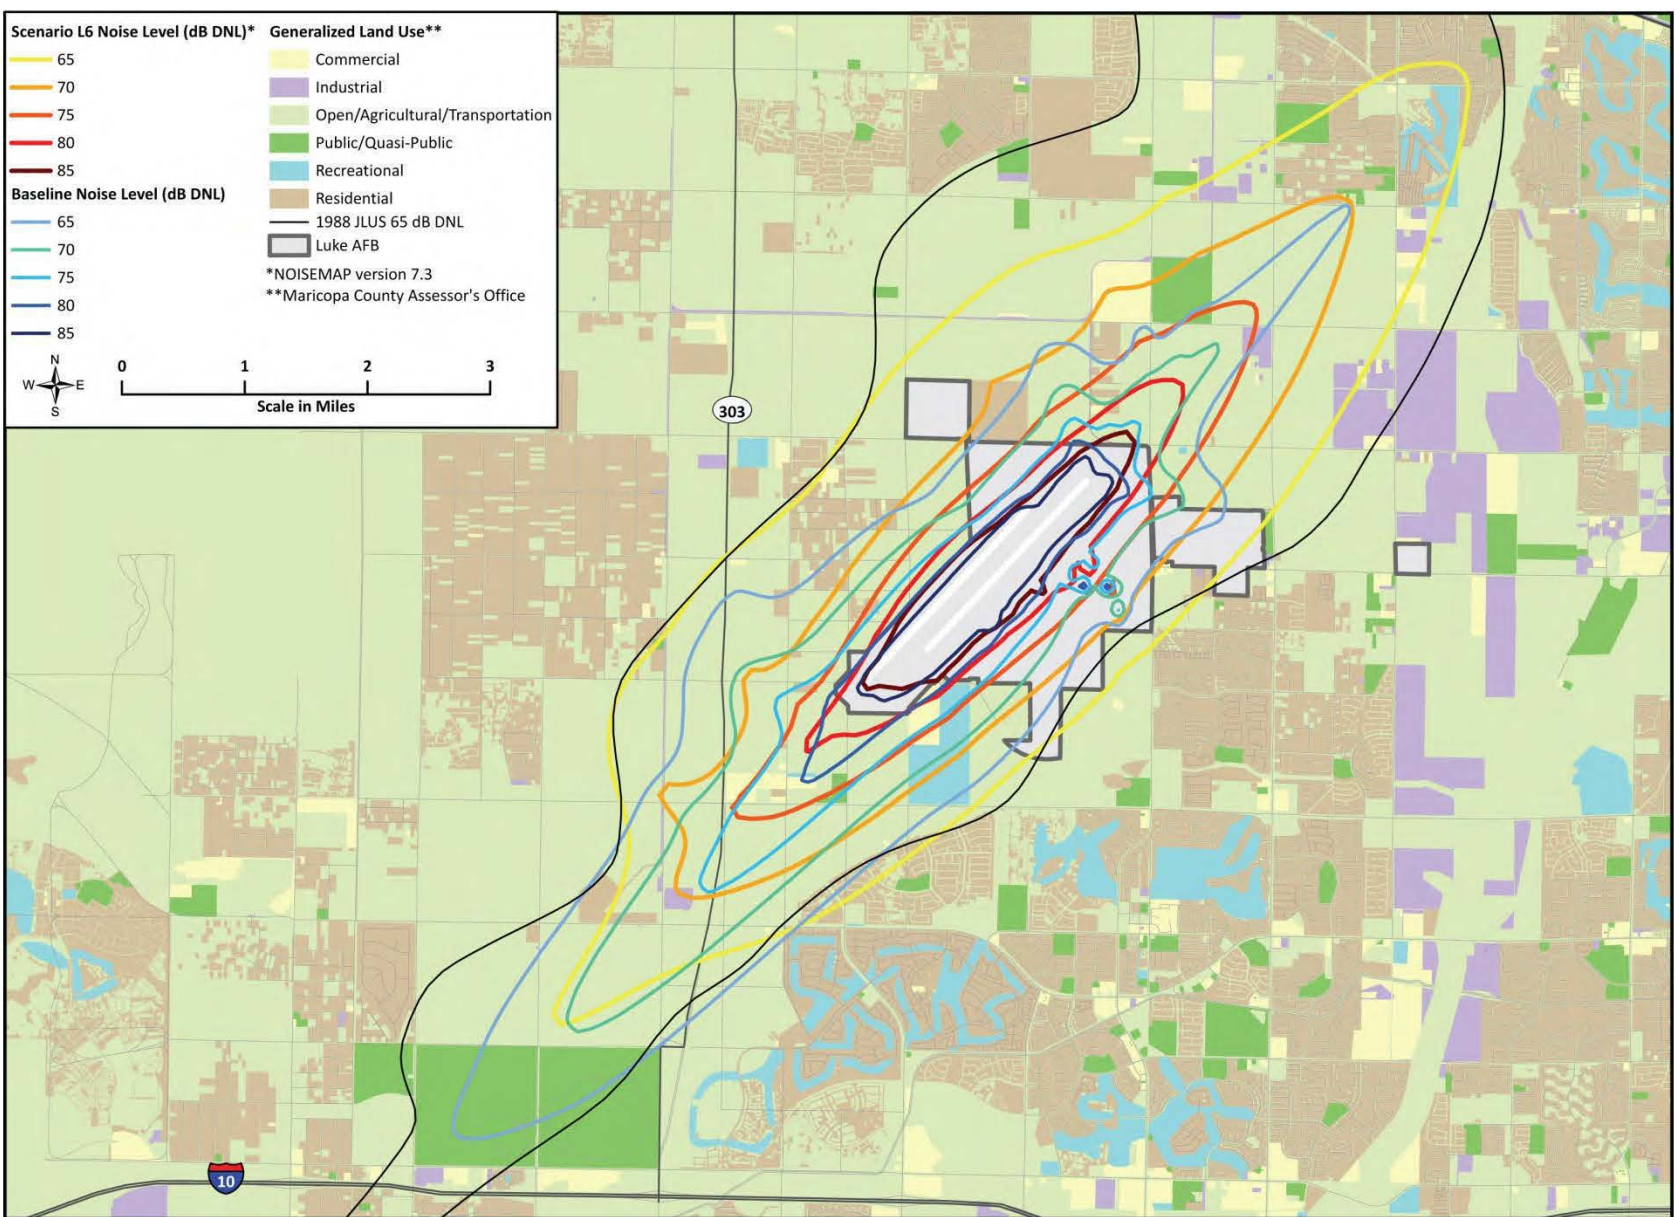 Scenario L6 Noise Level (dB DNL)*
65
70
75
80
85
Baseline Noise Level (dB DNL)
65
70
75
80
85
Generalized Land Use**
Commercial
Industrial
Open/Agricultural/Transportation
Public/Quasi-Public
Recreational
Residential
1988 JLUS 65 dB DNL
Luke AFB
*NOISEMAP version 7.3
**Maricopa County Assessor's Office
N
W E
S
0 1 2 3
Scale in Miles
303
10